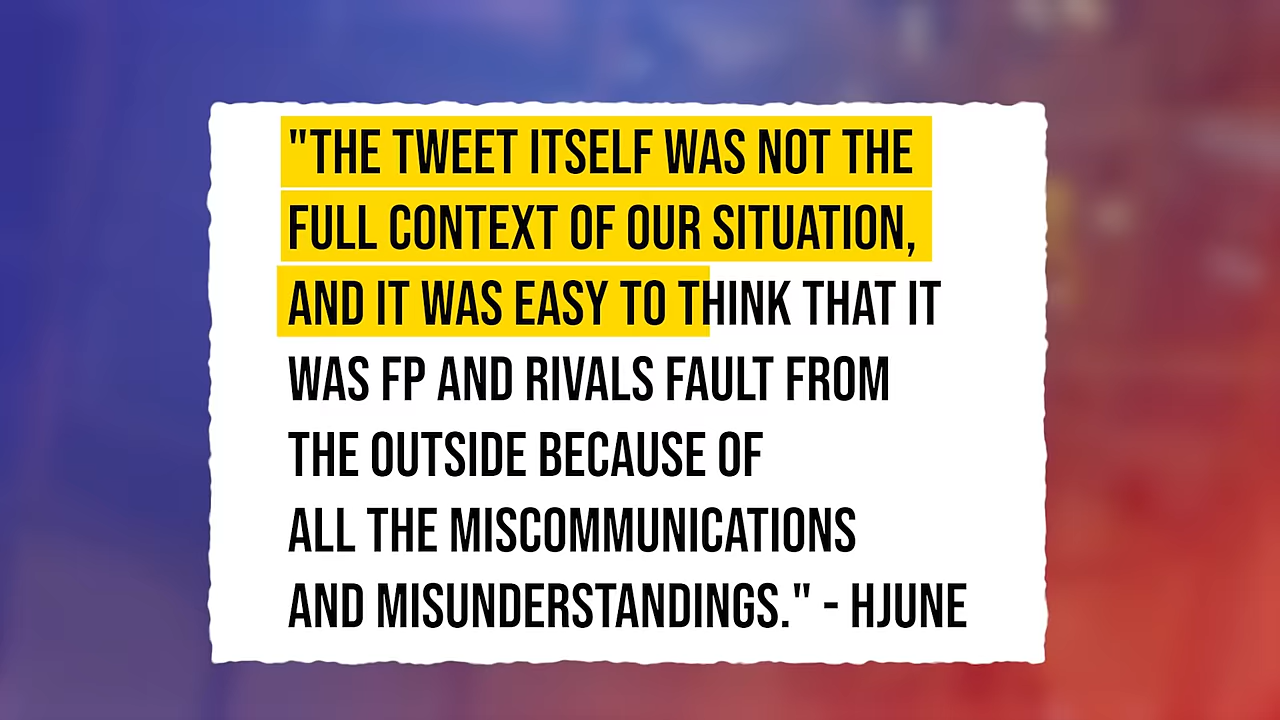 "THE TWEET ITSELF WAS NOT THE
FULL CONTEXT OF OUR SITUATION,
AND IT WAS EASY TO THINK THAT IT
WAS FP AND RIVALS FAULT FROM
THE OUTSIDE BECAUSE OF
ALL THE MISCOMMUNICATIONS
AND MISUNDERSTANDINGS." - HJUNE